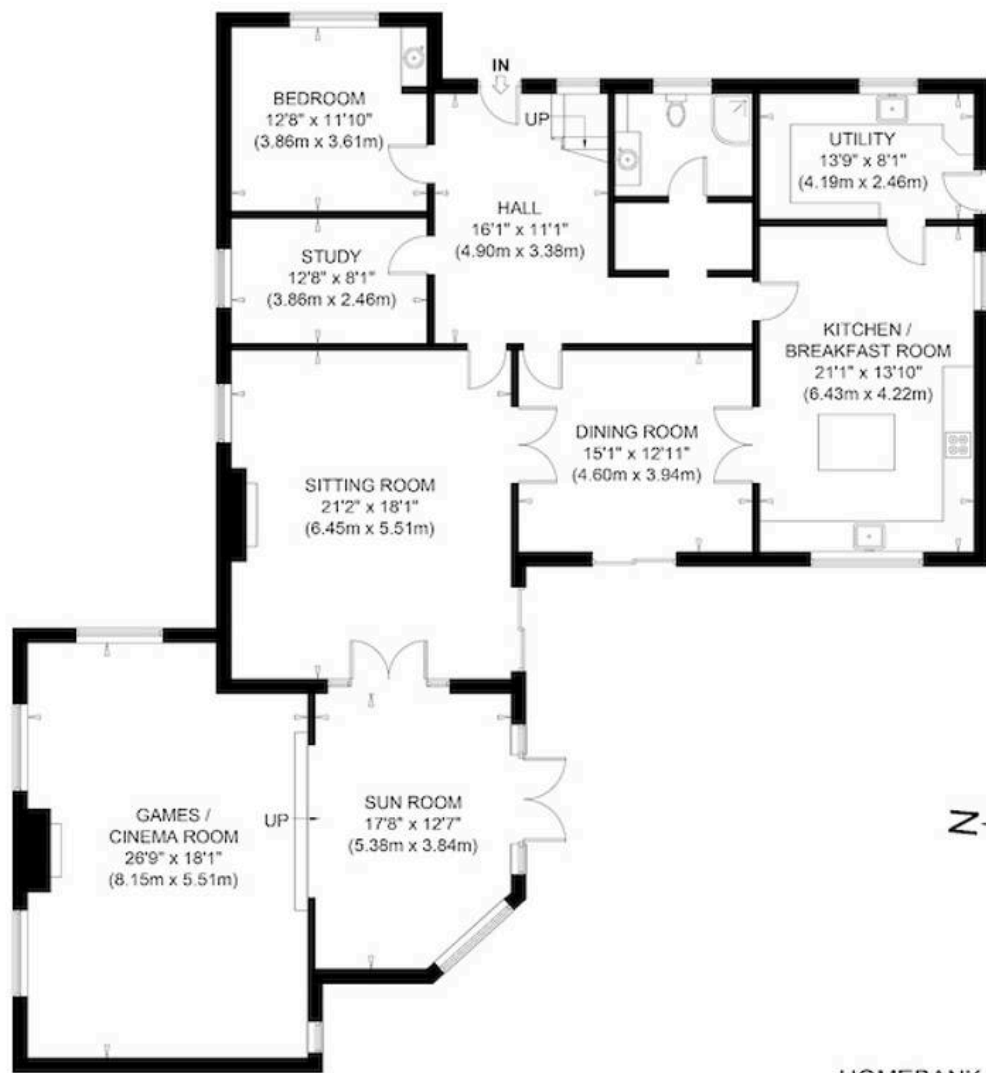 IN
BEDROOM
12'8" x 11'10"
(3.86m x 3.61m)
UP
UTILITY
13'9" x 8'1"
(4.19m x 2.46m)
HALL
16'1" x 11'1"
(4.90m x 3.38m)
STUDY
12'8" x 8'1"
(3.86m x 2.46m)
KITCHEN /
BREAKFAST ROOM
21'1" x 13'10"
(6.43m x 4.22m)
DINING ROOM
15'1" x 12'11"
(4.60m x 3.94m)
SITTING ROOM
21'2" x 18'1"
(6.45m x 5.51m)
SUN ROOM
17'8" x 12'7"
(5.38m x 3.84m)
UP
GAMES /
CINEMA ROOM
26'9" x 18'1"
(8.15m x 5.51m)
N
HOMEBANK